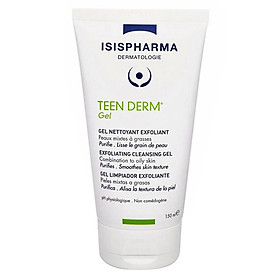 ISISPHARMA
DERMATOLOGIE
TEEN DERM®
Gel
GEL NETTOYANT EXFOLIANT
Peaux mixtes à grasses
Purifie . Lisse le grain de peau
EXFOLIATING CLEANSING GEL
Combination to oily skin
Purifies . Smoothes skin texture
GEL LIMPIADOR EXFOLIANTE
Pieles mixtas a grasas
Purifica . Alisa la textura de la piel
pH physiologique . Non comédogène
150 ml ℮